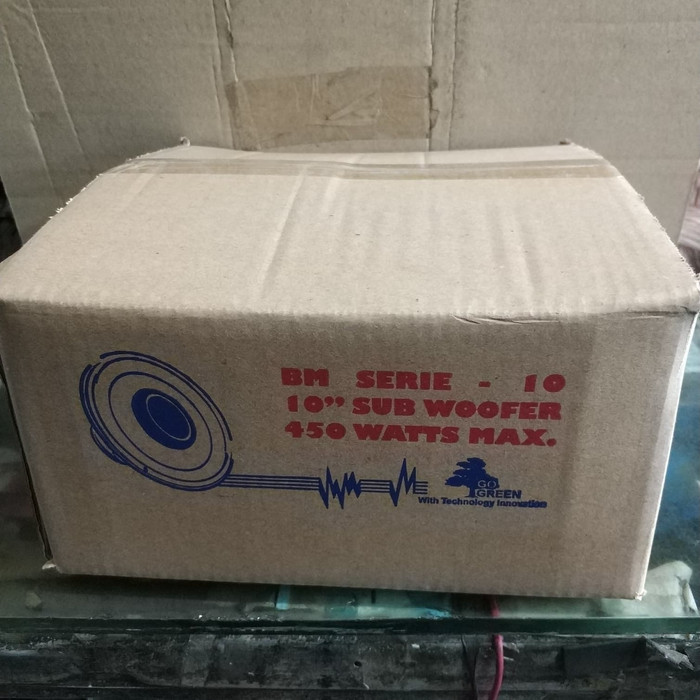 BM SERIE - 10
10” SUB WOOFER
450 WATTS MAX.
GO
GREEN
With Technology Innovation